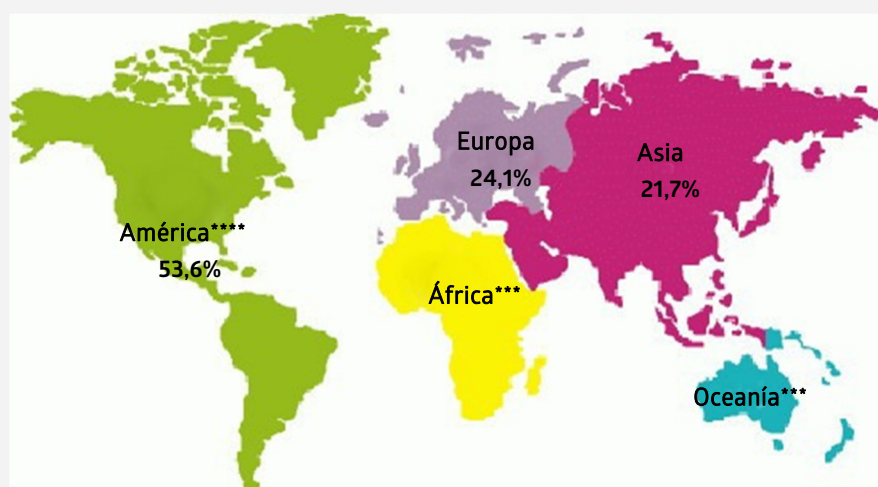 Europa
24,1%
Asia
21,7%
América****
53,6%
África***
Oceanía***